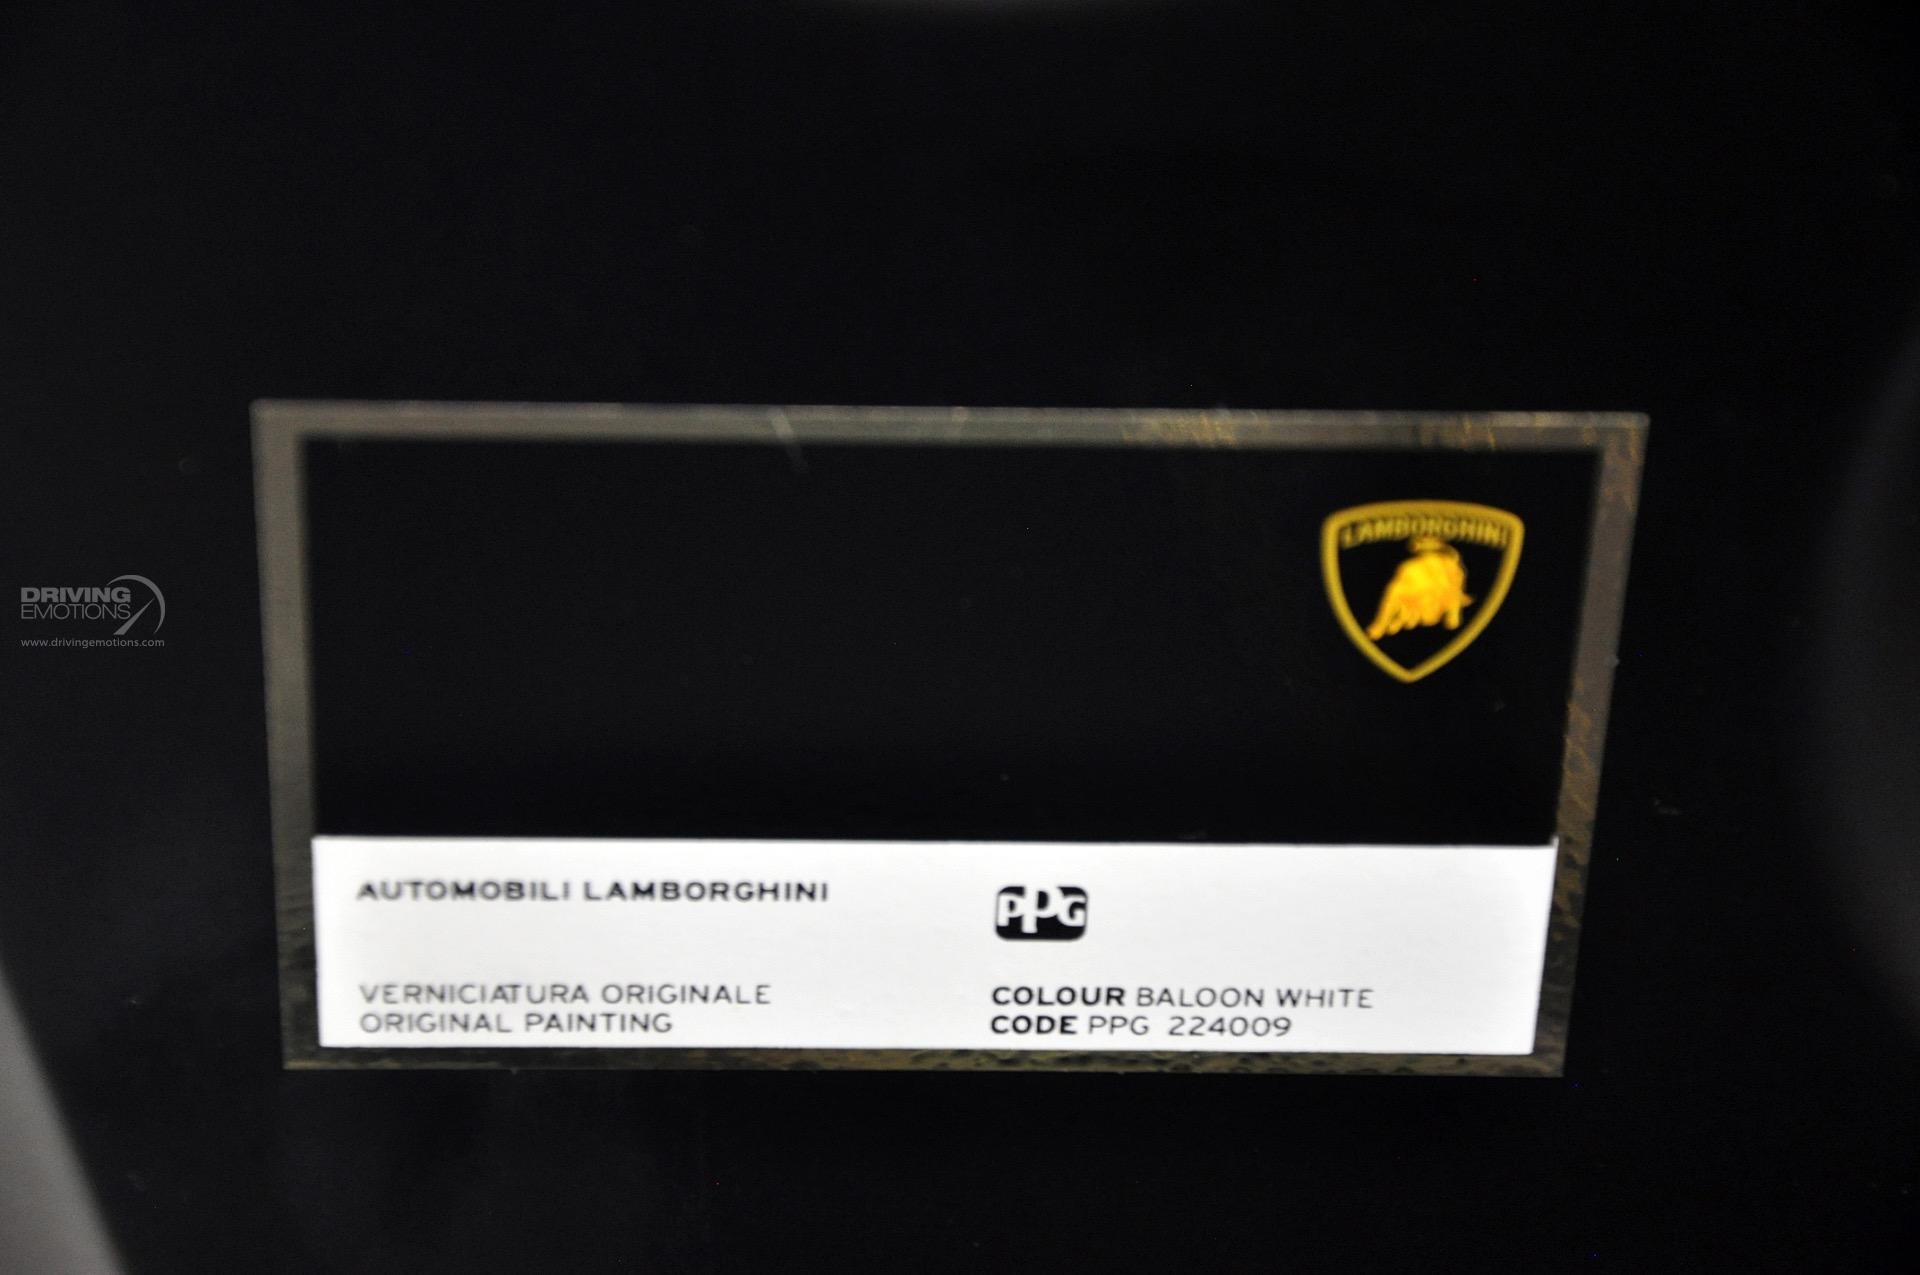 DRIVING
EMOTIONS
www.drivingemotions.com
LAMBORGHINI
AUTOMOBILI LAMBORGHINI
PPG
VERNICIATURA ORIGINALE
ORIGINAL PAINTING
COLOUR BALOON WHITE
CODE PPG 224009